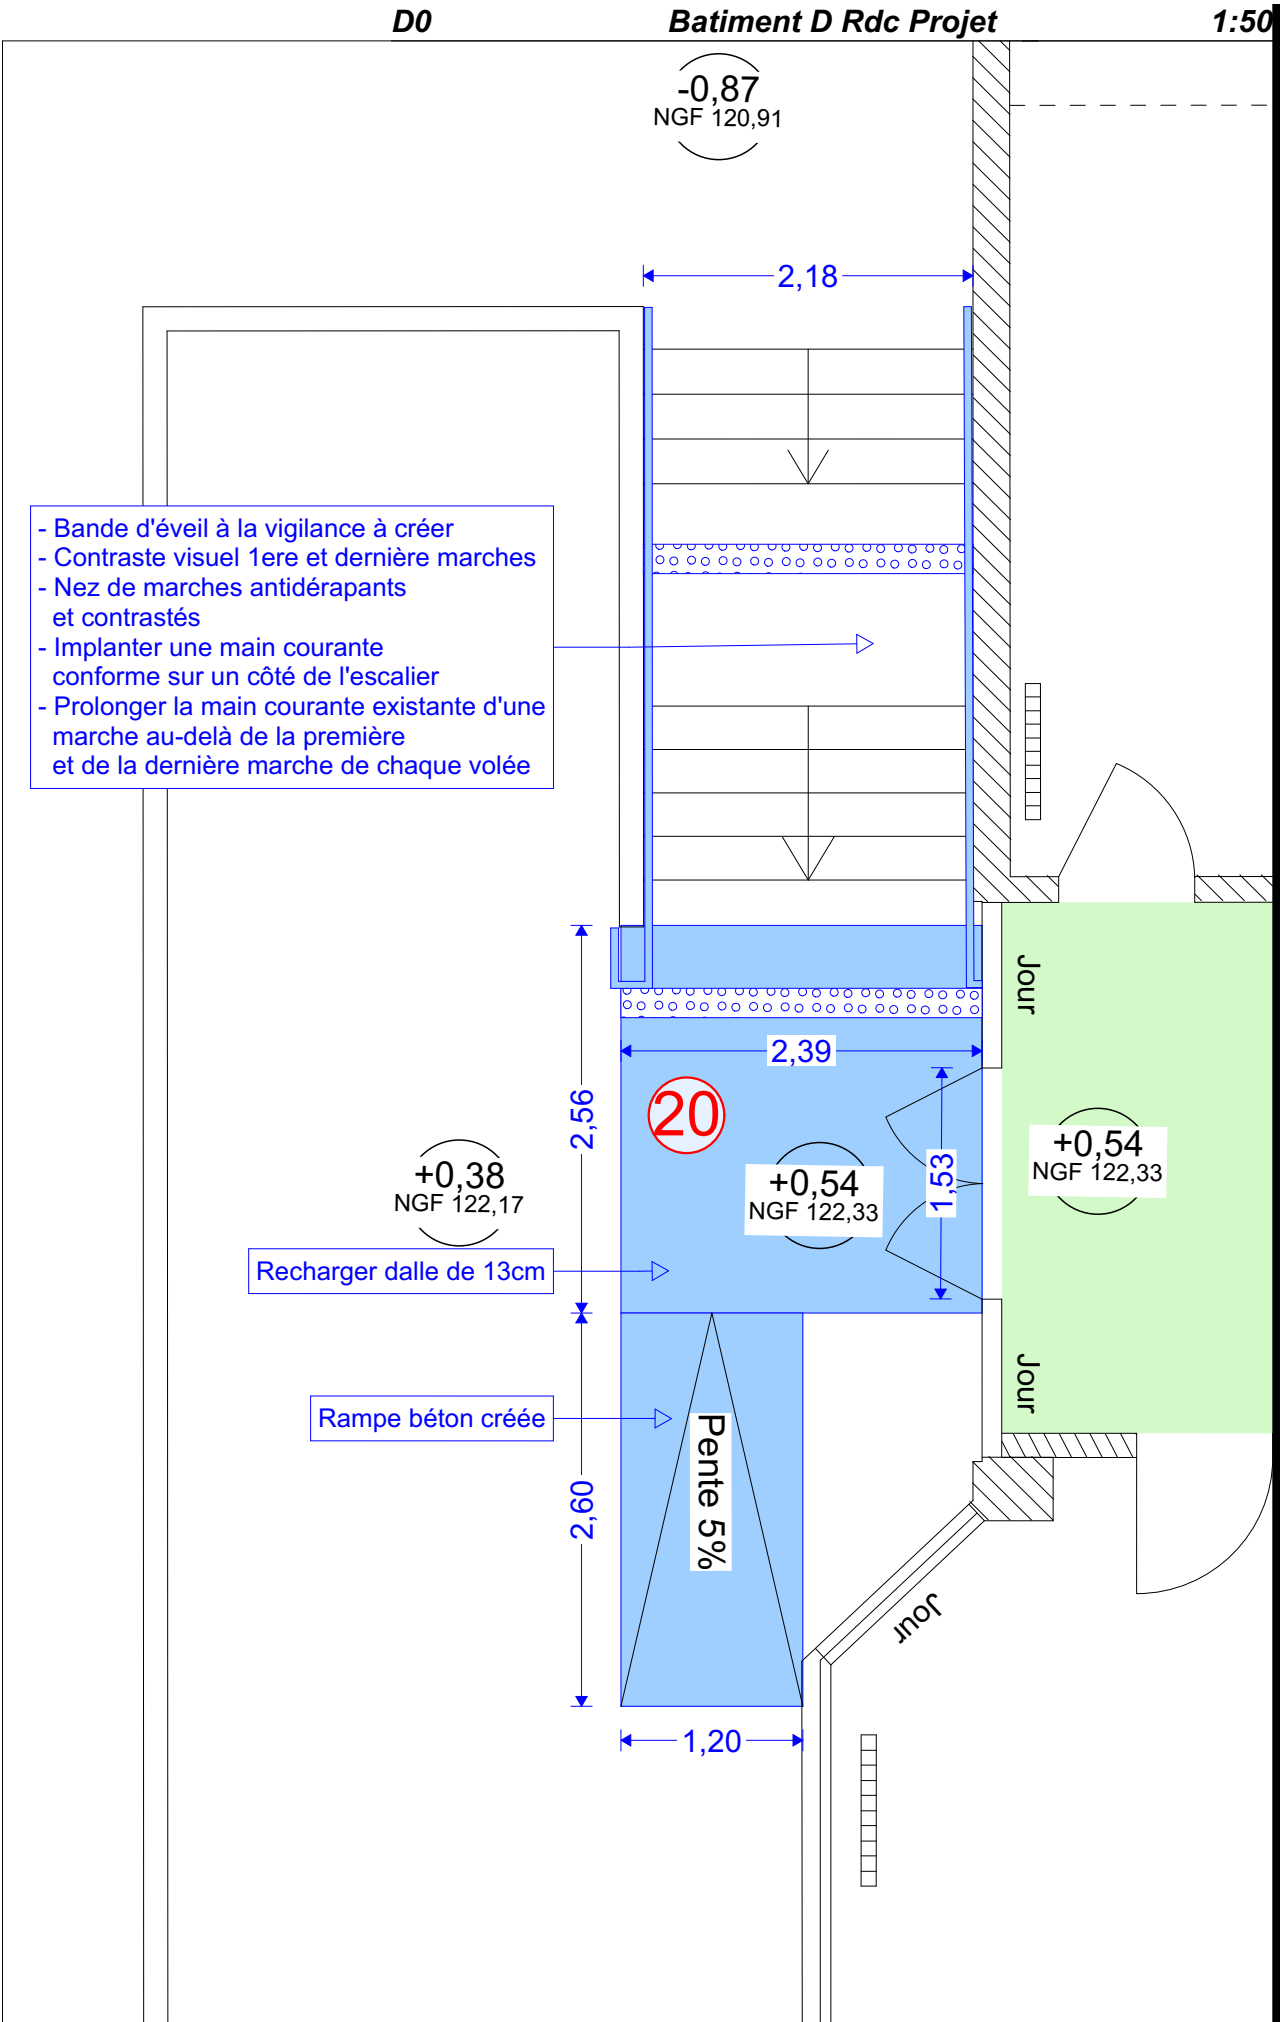 D0
Batiment D Rdc Projet
1:50
-0,87
NGF 120,91
2,18
- Bande d'éveil à la vigilance à créer
- Contraste visuel 1ere et dernière marches
- Nez de marches antidérapants
et contrastés
- Implanter une main courante
conforme sur un côté de l'escalier
- Prolonger la main courante existante d'une
marche au-delà de la première
et de la dernière marche de chaque volée
Jour
2,39
20
2,56
1,53
+0,54
NGF 122,33
+0,54
NGF 122,33
+0,38
NGF 122,17
Recharger dalle de 13cm
Jour
Rampe béton créée
Pente 5%
2,60
Jour
1,20